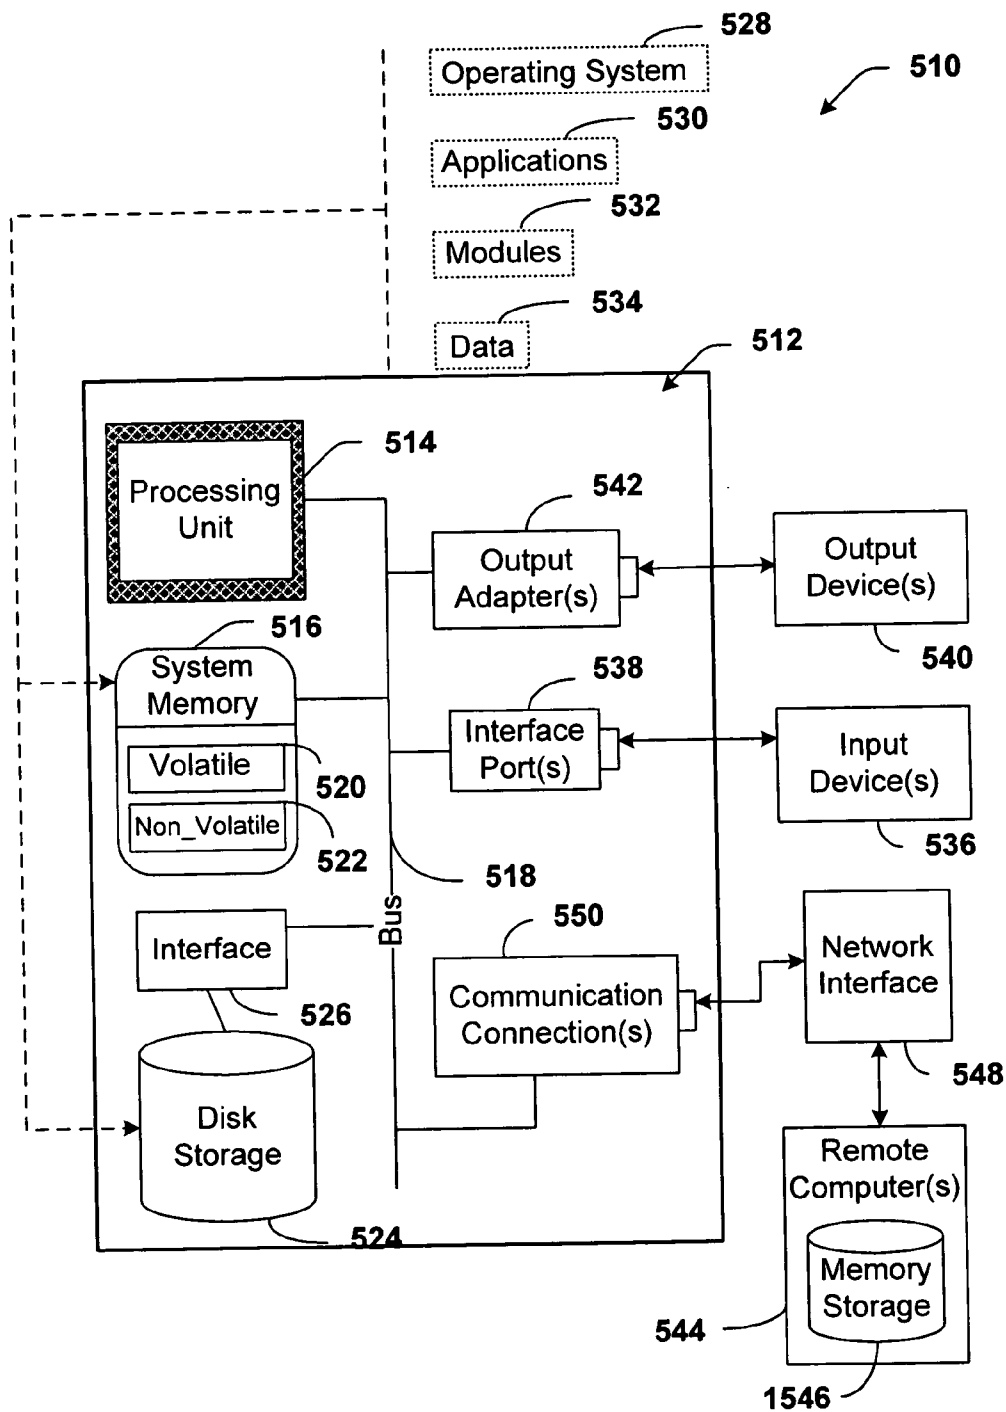 528
Operating System
510
530
Applications
532
Modules
534
Data
512
514
Processing
Unit
542
Output
Adapter(s)
Output
Device(s)
540
516
System
Memory
538
Interface
Port(s)
Input
Device(s)
536
Volatile
520
Non_Volatile
522
518
Bus
550
Interface
526
Communication
Connection(s)
Network
Interface
548
Disk
Storage
524
Remote
Computer(s)
Memory
Storage
544
1546